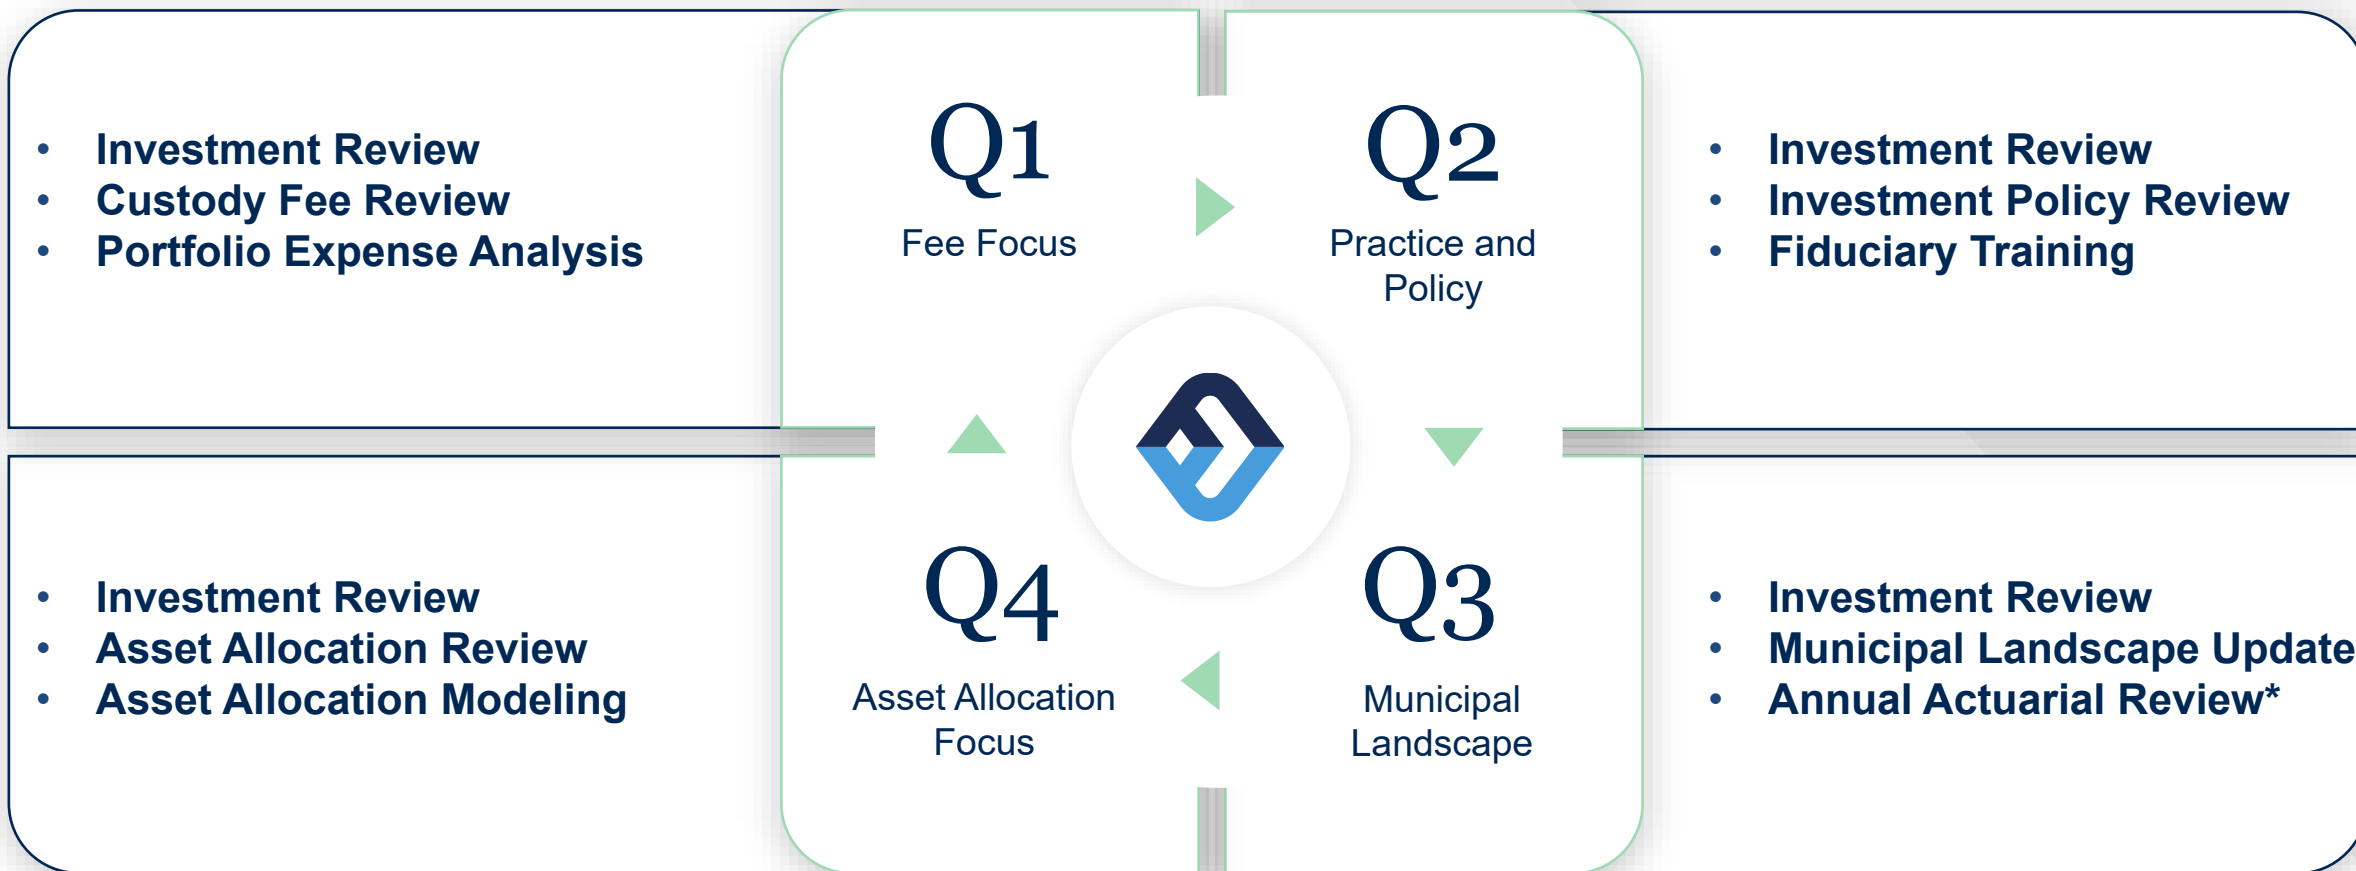 • Investment Review
• Custody Fee Review
• Portfolio Expense Analysis
Q1
Fee Focus
Q2
Practice and
Policy
• Investment Review
• Investment Policy Review
• Fiduciary Training
• Investment Review
• Asset Allocation Review
• Asset Allocation Modeling
Q4
Asset Allocation
Focus
Q3
Municipal
Landscape
• Investment Review
• Municipal Landscape Update
• Annual Actuarial Review*